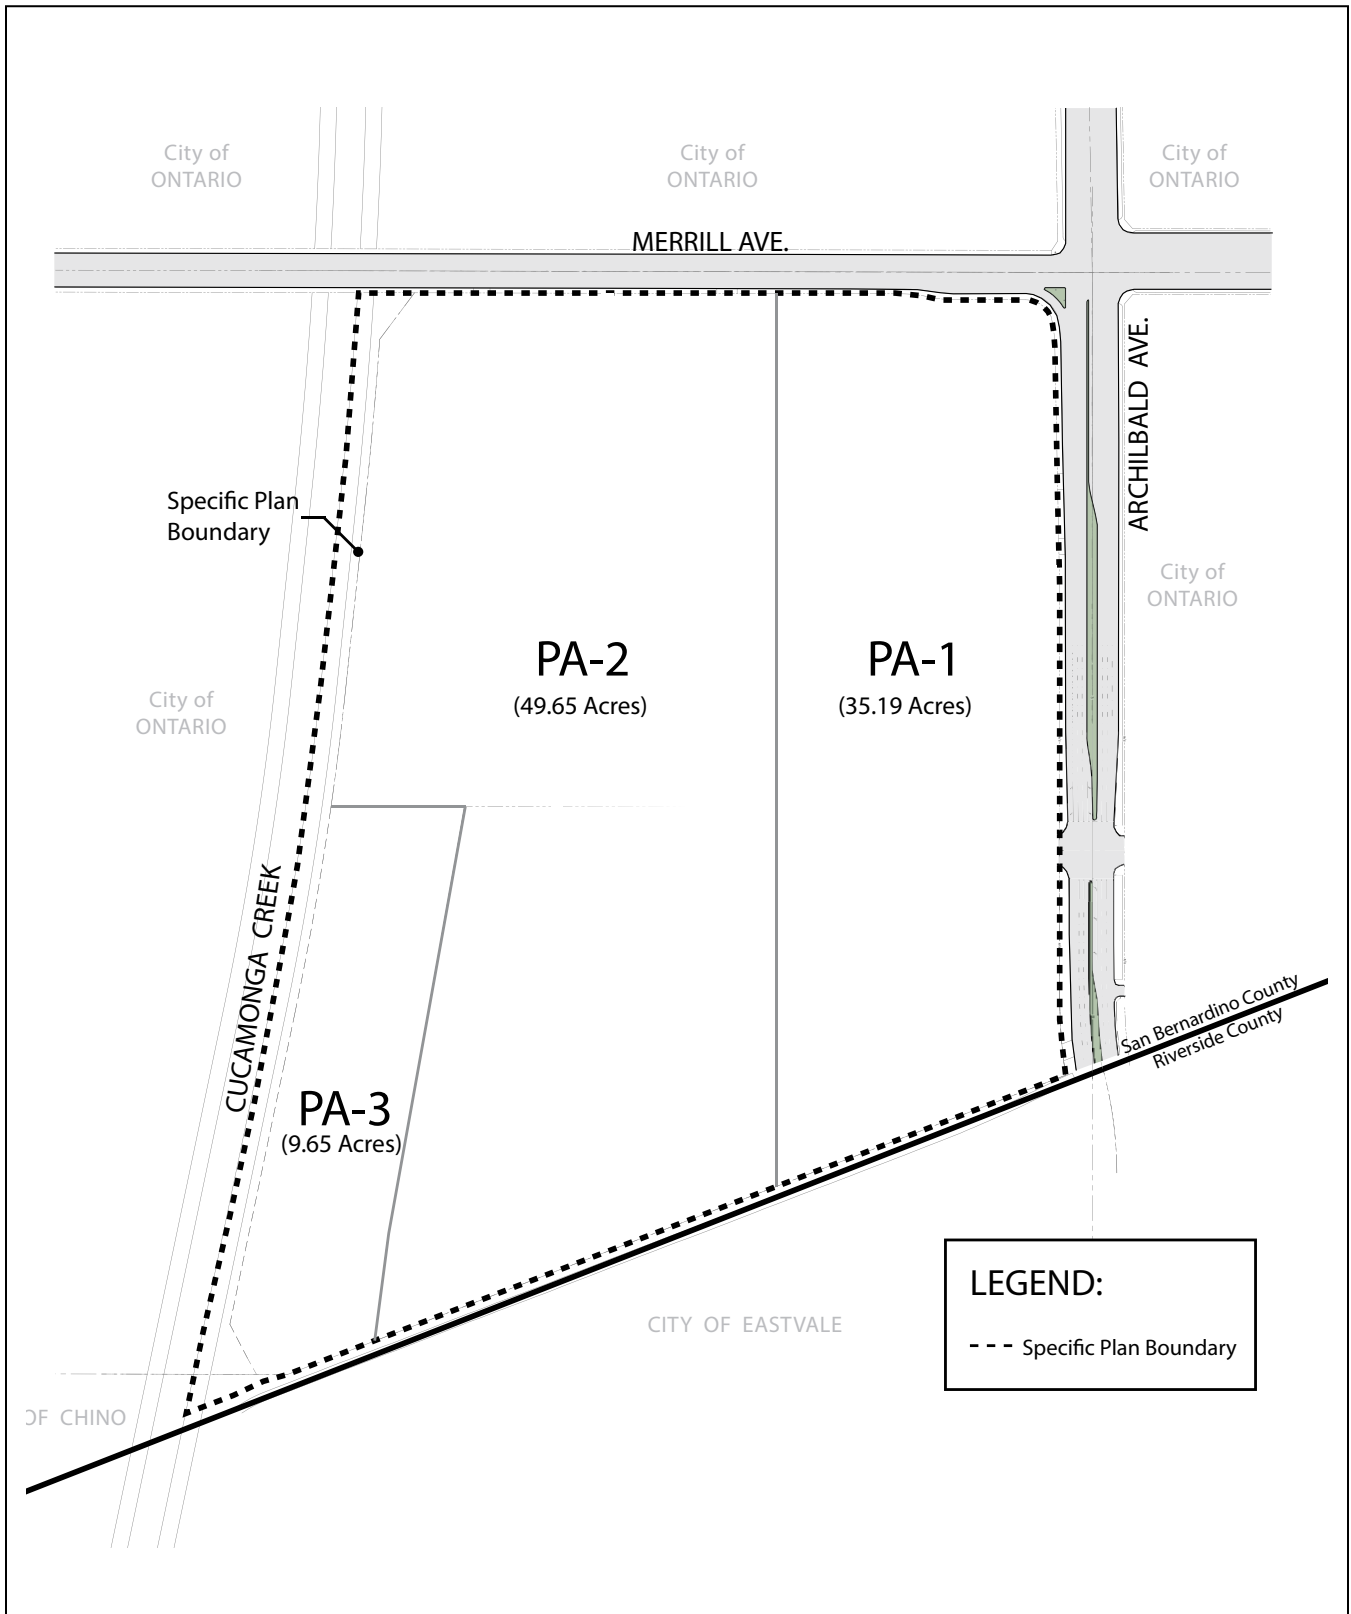 City of
ONTARIO
City of
ONTARIO
City of
ONTARIO
MERRILL AVE.
ARCHILBALD AVE.
Specific Plan
Boundary
City of
ONTARIO
PA-2
(49.65 Acres)
PA-1
(35.19 Acres)
City of
ONTARIO
CUCAMONGA CREEK
San Bernardino County
Riverside County
PA-3
(9.65 Acres)
LEGEND:
Specific Plan Boundary
CITY OF EASTVALE
OF CHINO